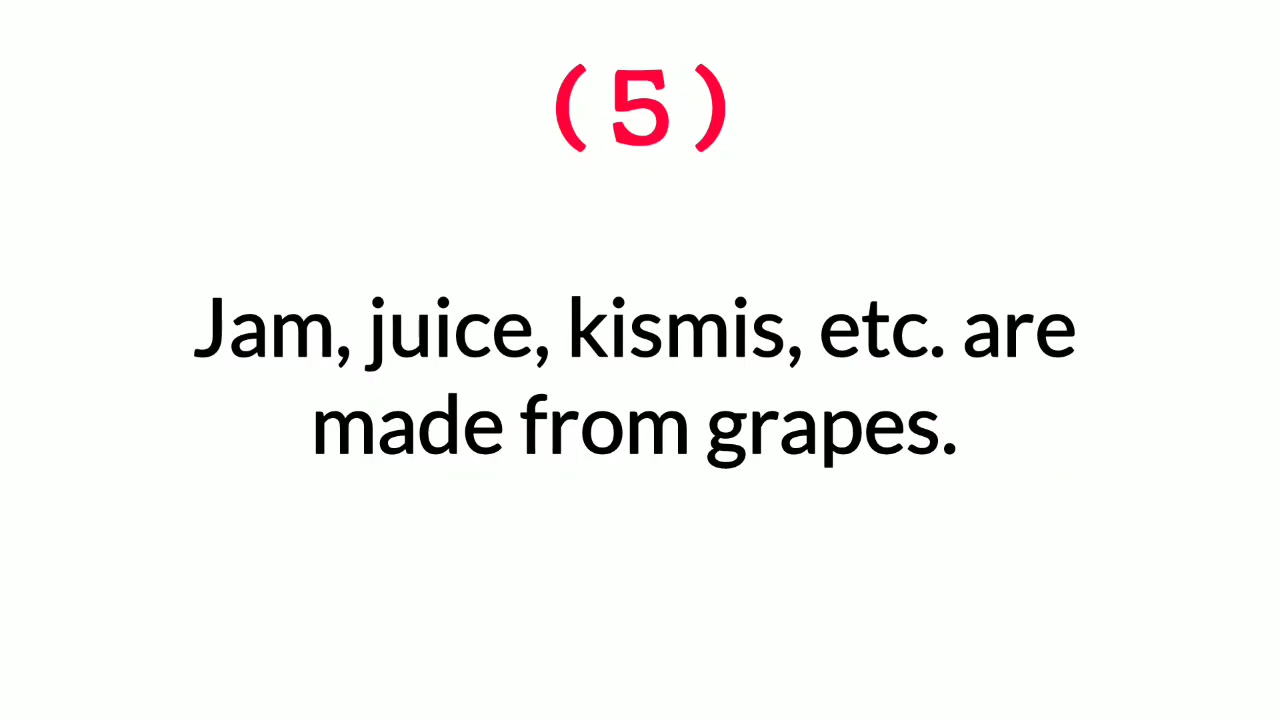 (5)
Jam, juice, kismis, etc. are
made from grapes.